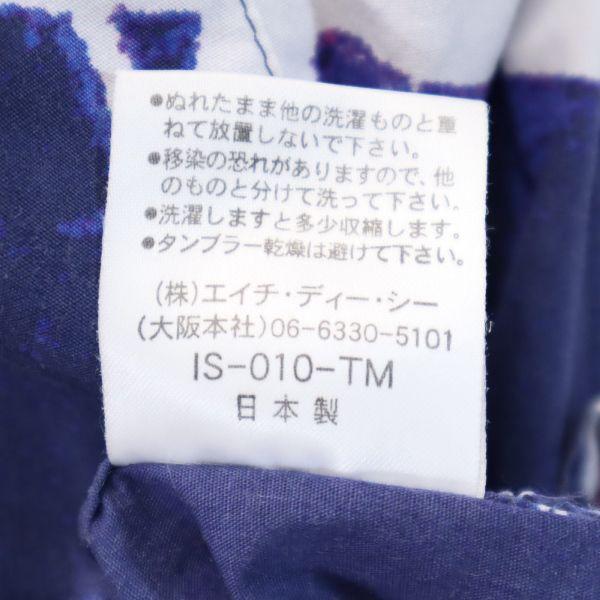 ●ぬれたまま他の洗濯ものと重
ねて放置しないで下さい。
●移染の恐れがありますので、他
のものと分けて洗って下さい。
●洗濯しますと多少収縮します。
●タンブラー乾燥は避けて下さい。
(株)エイチ・ディー・シー
(大阪本社)06-6330-5101
IS-010-TM
日本製